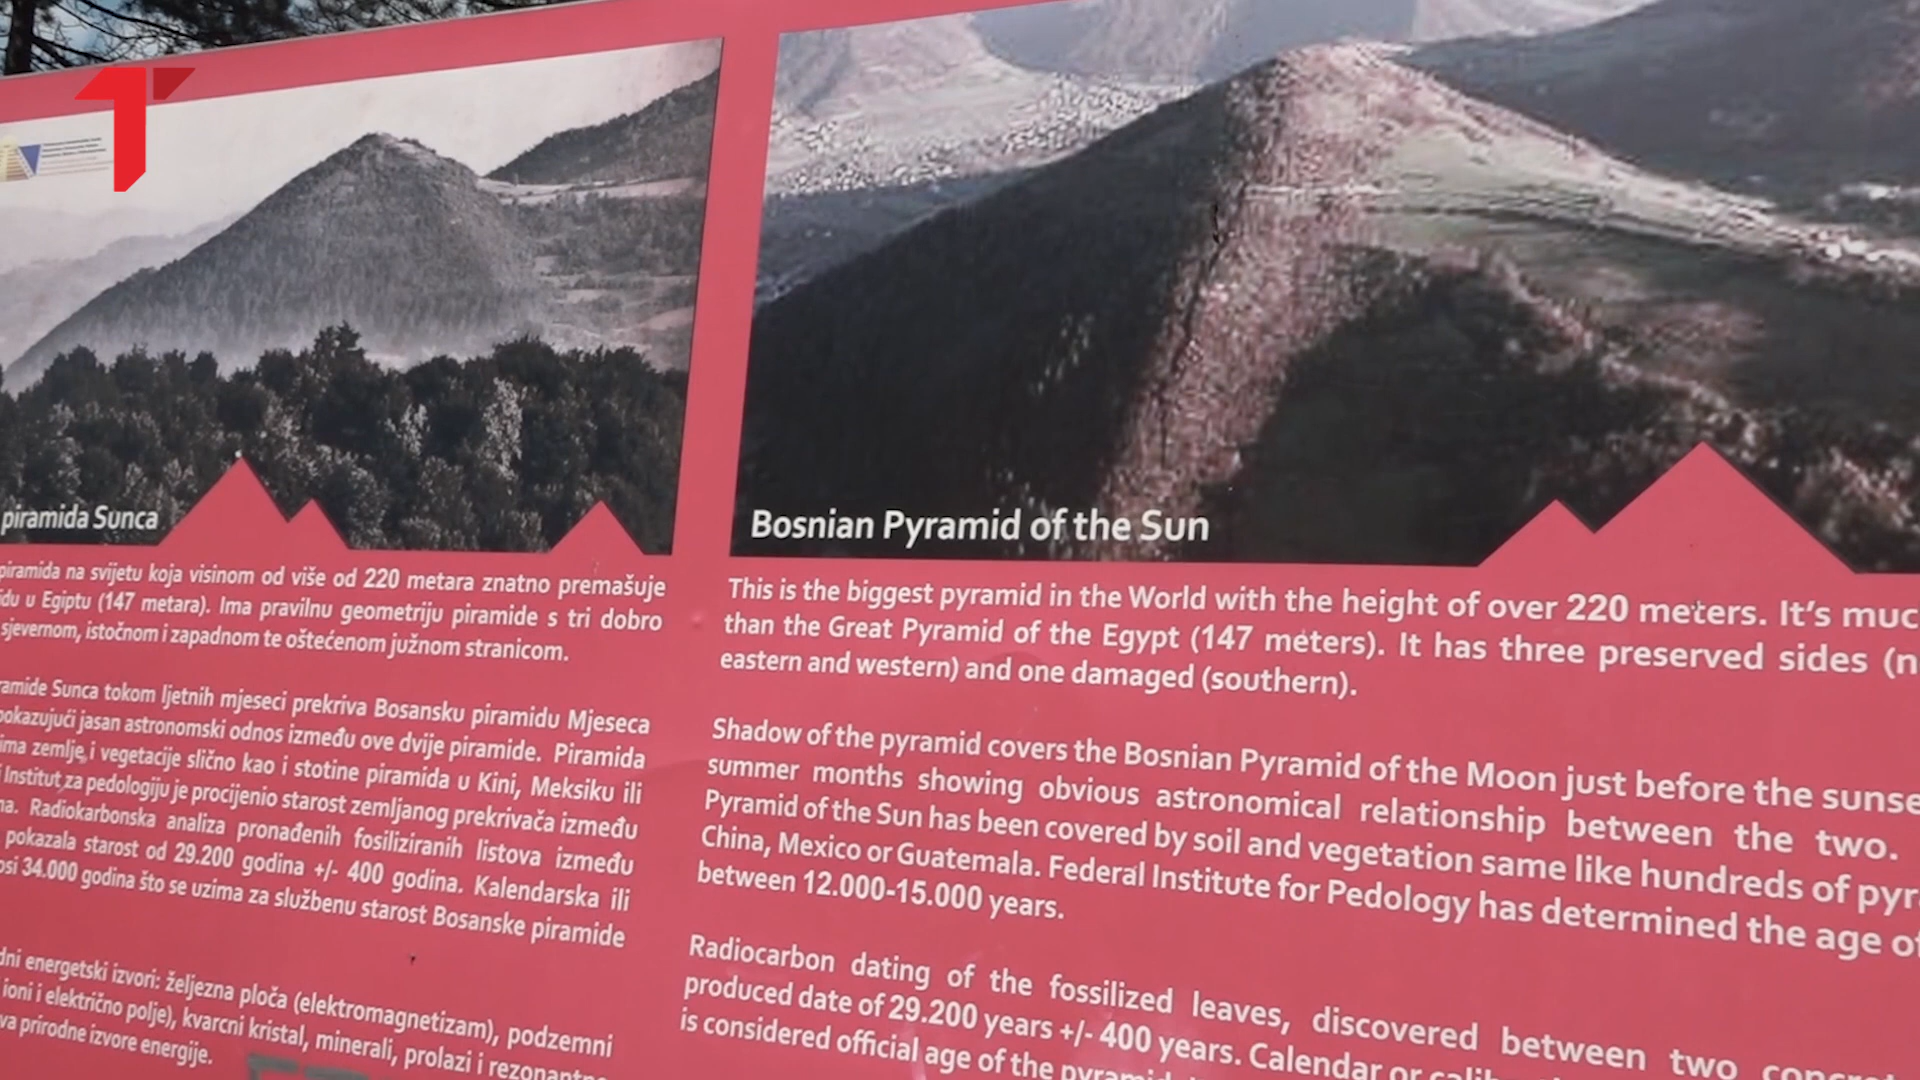 piramida Sunca
piramida na svijetu koja visinom od više od 220 metara znatno premašuje
u Egiptu (147 metara). Ima pravilnu geometriju piramide s tri dobro
sjevernom, istočnom i zapadnom te oštećenom južnom stranicom.
Sunca tokom ljetnih mjeseci prekriva Bosansku piramidu Mjeseca
pokazujući jasan astronomski odnos između ove dvije piramide. Piramida
zemlje i vegetacije slično kao i stotine piramida u Kini, Meksiku ili
Institut za pedologiju je procijenio starost zemljanog prekrivača između
Radiokarbonska analiza pronađenih fosiliziranih listova između
pokazala starost od 29.200 godina +/- 400 godina. Kalendarska ili
34.000 godina što se uzima za službenu starost Bosanske piramide
energetski izvori: željezna ploča (elektromagnetizam), podzemni
ioni i električno polje), kvarcni kristal, minerali, prolazi i
prirodne izvore energije.
Bosnian Pyramid of the Sun
This is the biggest pyramid in the World with the height of over 220 meters. It's
than the Great Pyramid of the Egypt (147 meters). It has three preserved sides
eastern and western) and one damaged (southern).
Shadow of the pyramid covers the Bosnian Pyramid of the Moon just before the
summer months showing obvious astronomical relationship between the two.
Pyramid of the Sun has been covered by soil and vegetation same like hundreds of
China, Mexico or Guatemala. Federal Institute for Pedology has determined the age
between 12.000-15.000 years.
Radiocarbon dating of the fossilized leaves, discovered between two
produced date of 29.200 years +/- 400 years. Calendar or
is considered official age of the